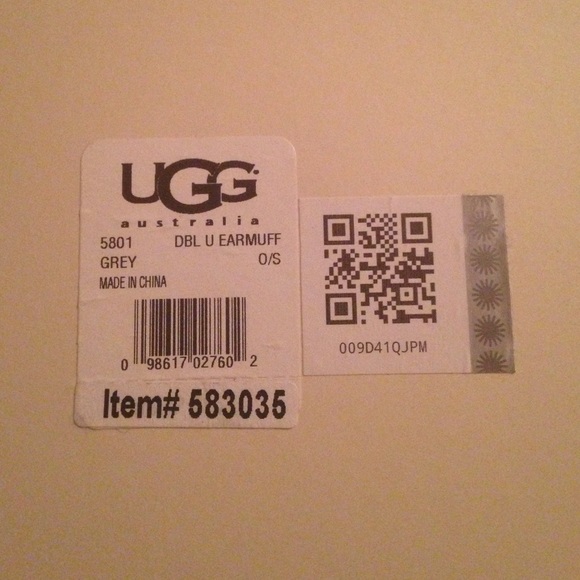 UGG
australia
5801 DBL U EARMUFF
GREY O/S
MADE IN CHINA
0 98617 02760 2
Item# 583035
009D41QJPM